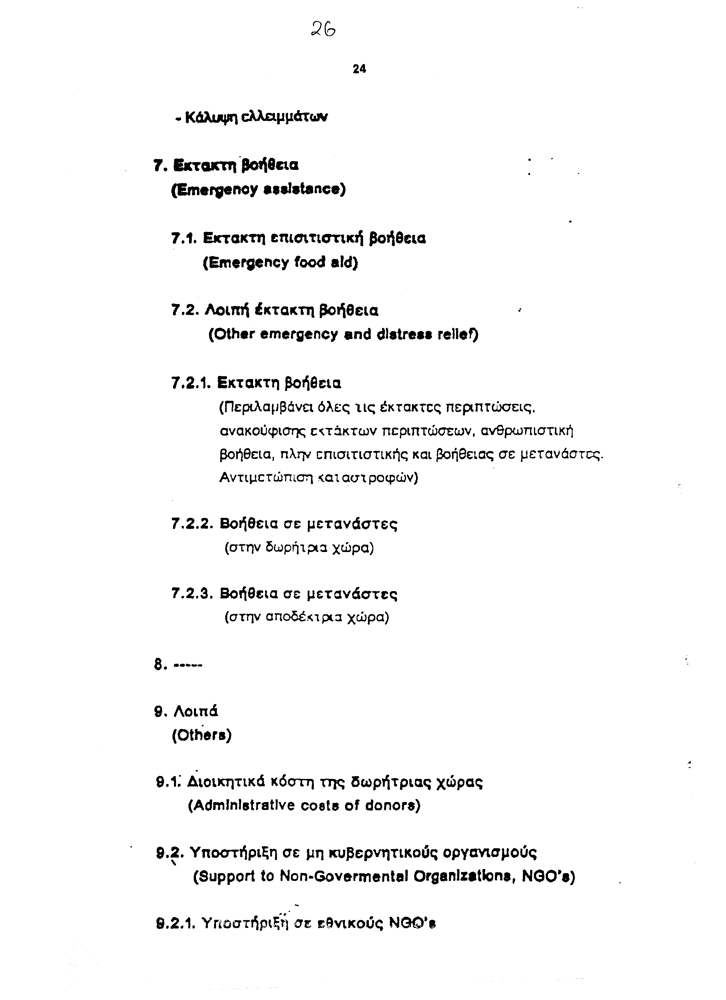 26
24
- Κάλυψη ελλειμμάτων
7. Εκτακτη βοήθεια
(Emergency assistance)
7.1. Εκτακτη επισιτιστική βοήθεια
(Emergency food aid)
7.2. Λοιπή έκτακτη βοήθεια
(Other emergency and distress relief)
7.2.1. Εκτακτη βοήθεια
(Περιλαμβάνει όλες τις έκτακτες περιπτώσεις,
ανακούφισης εκτάκτων περιπτώσεων, ανθρωπιστική
βοήθεια, πλην επισιτιστικής και βοήθειας σε μετανάστες.
Αντιμετώπιση καταστροφών)
7.2.2. Βοήθεια σε μετανάστες
(στην δωρήτρια χώρα)
7.2.3. Βοήθεια σε μετανάστες
(στην αποδέκτρια χώρα)
8. -----
9. Λοιπά
(Others)
9.1. Διοικητικά κόστη της δωρήτριας χώρας
(Administrative costs of donors)
9.2. Υποστήριξη σε μη κυβερνητικούς οργανισμούς
(Support to Non-Govermental Organizations, NGO's)
9.2.1. Υποστήριξη σε εθνικούς NGO's